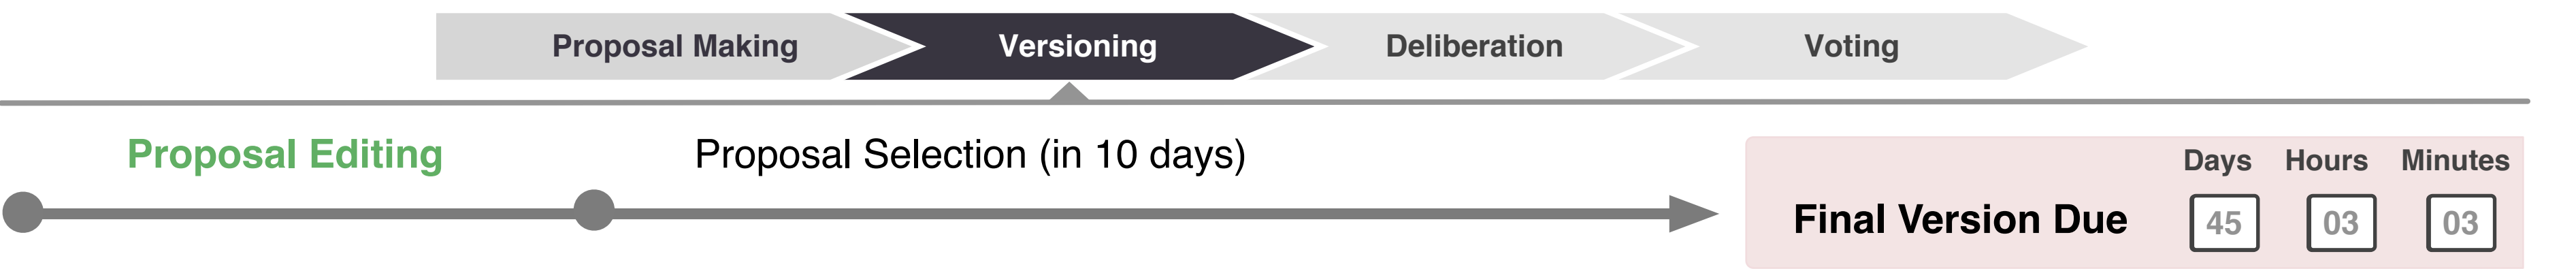 Proposal Making Versioning Deliberation Voting
Proposal Editing Proposal Selection (in 10 days)
Days Hours Minutes
Final Version Due 45 03 03